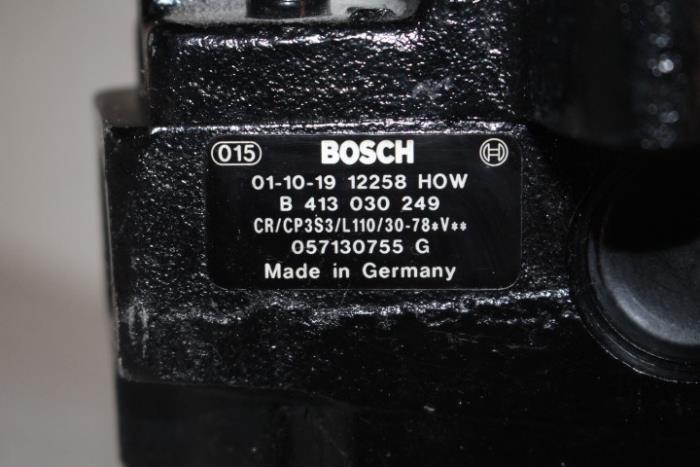 015 BOSCH
01-10-19 12258 HOW
B 413 030 249
CR/CP3S3/L110/30-78*V**
057130755 G
Made in Germany